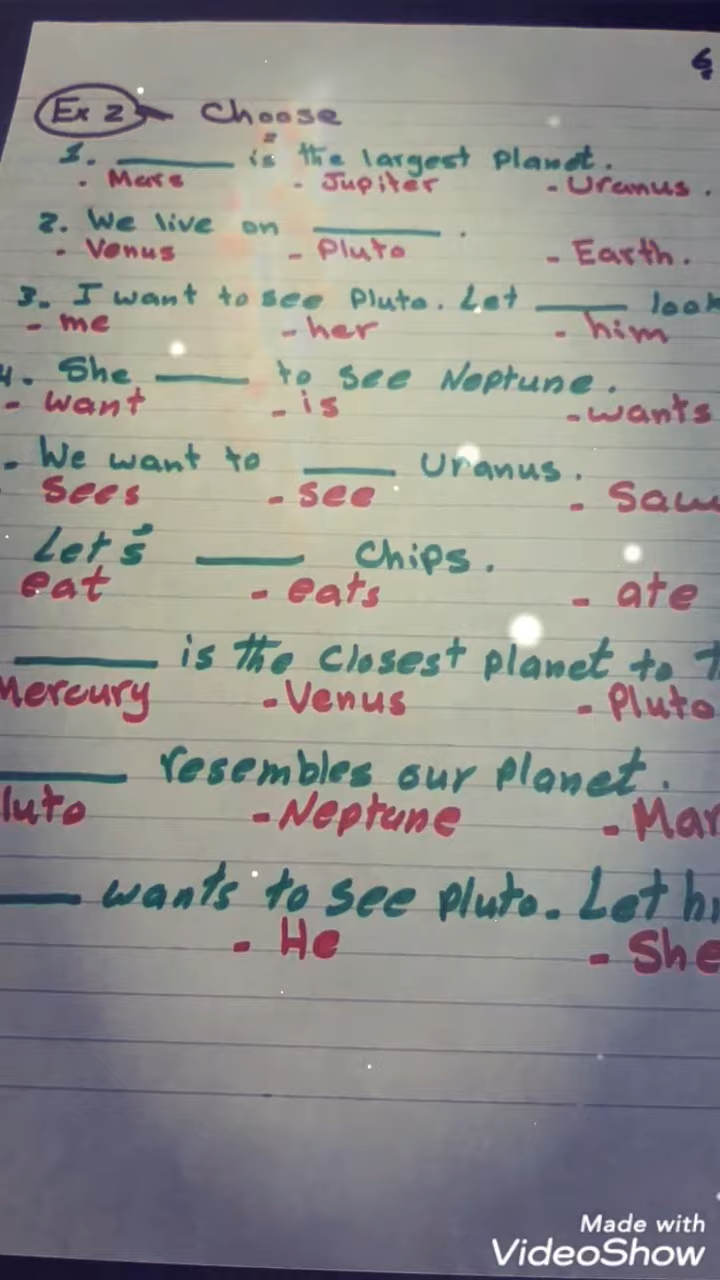 6
Ex 2 Choose
1. ______ is the largest planet.
. Mars - Jupiter - Uranus.
2. We live on ______.
- Venus - Pluto - Earth.
3. I want to see Pluto. Let ______ look
- me - her - him
4. She ______ to see Neptune.
- want - is - wants
- We want to ______ Uranus.
Sees - see - Saw
Let's ______ Chips.
eat - eats - ate
______ is the closest planet to
Mercury - Venus - Pluto
______ resembles our planet.
luto - Neptune - Mar
______ wants to see pluto. Let
- He - She
Made with
VideoShow